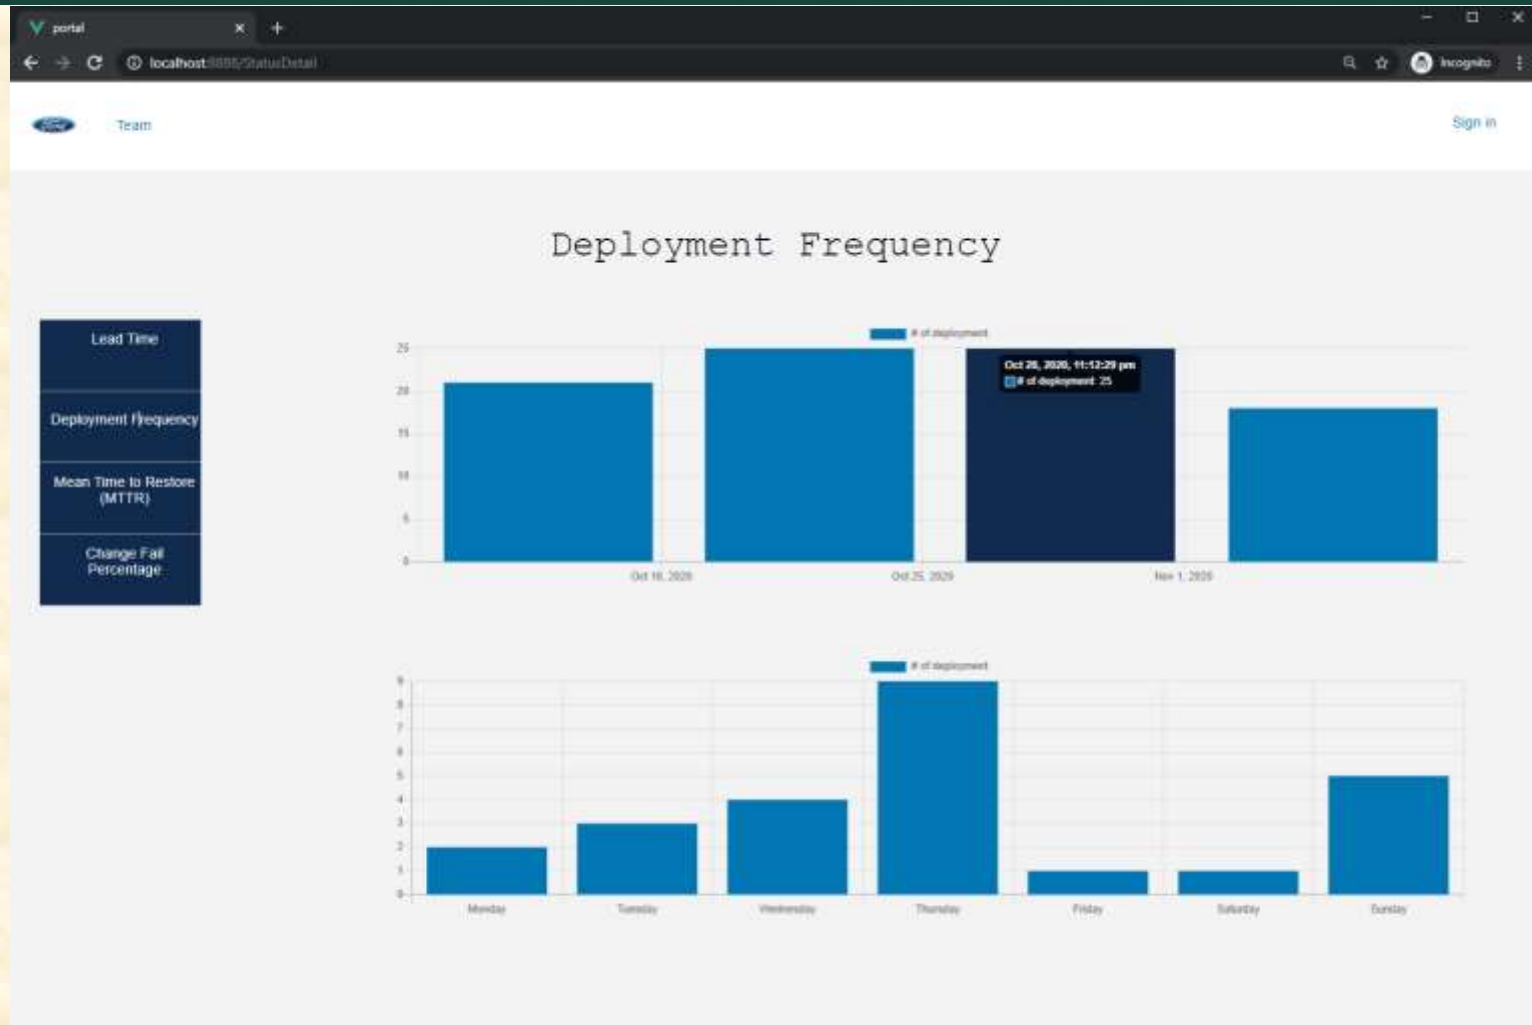 portal
localhost:8888/StatusDetail
Incognito
Ford
Team
Sign in
Deployment Frequency
Lead Time
Deployment Frequency
Mean Time to Restore
(MTTR)
Change Fail
Percentage
# of deployment
25
20
15
10
5
0
Oct 26, 2020, 11:12:29 pm
# of deployment: 25
Oct 18, 2020
Oct 25, 2020
Nov 1, 2020
# of deployment
9
8
7
6
5
4
3
2
1
0
Monday
Tuesday
Wednesday
Thursday
Friday
Saturday
Sunday